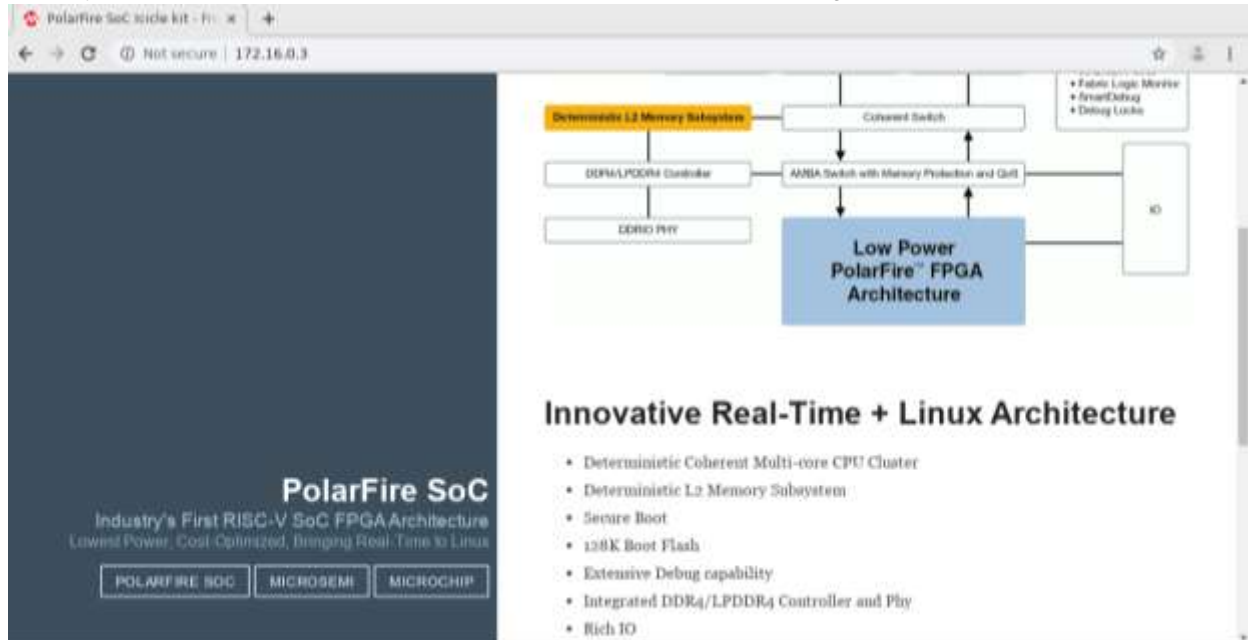 PolarFire SoC Icicle kit - Fr
Not secure | 172.16.0.3
• Fabric Logic Monitor
• SmartDebug
• Debug Locks
Deterministic L2 Memory Subsystem
Coherent Switch
DDR4/LPDDR4 Controller
AMBA Switch with Memory Protection and QoS
IO
DDRIO PHY
Low Power
PolarFire™ FPGA
Architecture
Innovative Real-Time + Linux Architecture
• Deterministic Coherent Multi-core CPU Cluster
• Deterministic L2 Memory Subsystem
• Secure Boot
• 128K Boot Flash
• Extensive Debug capability
• Integrated DDR4/LPDDR4 Controller and Phy
• Rich IO
PolarFire SoC
Industry's First RISC-V SoC FPGA Architecture
Lowest Power, Cost-Optimized, Bringing Real-Time to Linux
POLARFIRE SOC
MICROSEMI
MICROCHIP